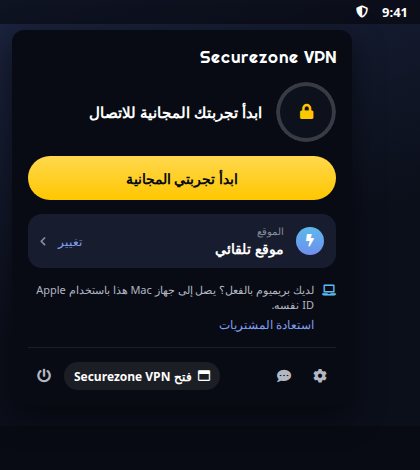 9:41
Securezone VPN
ابدأ تجربتك المجانية للاتصال
ابدأ تجربتي المجانية
الموقع
موقع تلقائي
تغيير
لديك بريميوم بالفعل؟ يصل إلى جهاز Mac هذا باستخدام Apple
ID نفسه.
استعادة المشتريات
فتح Securezone VPN